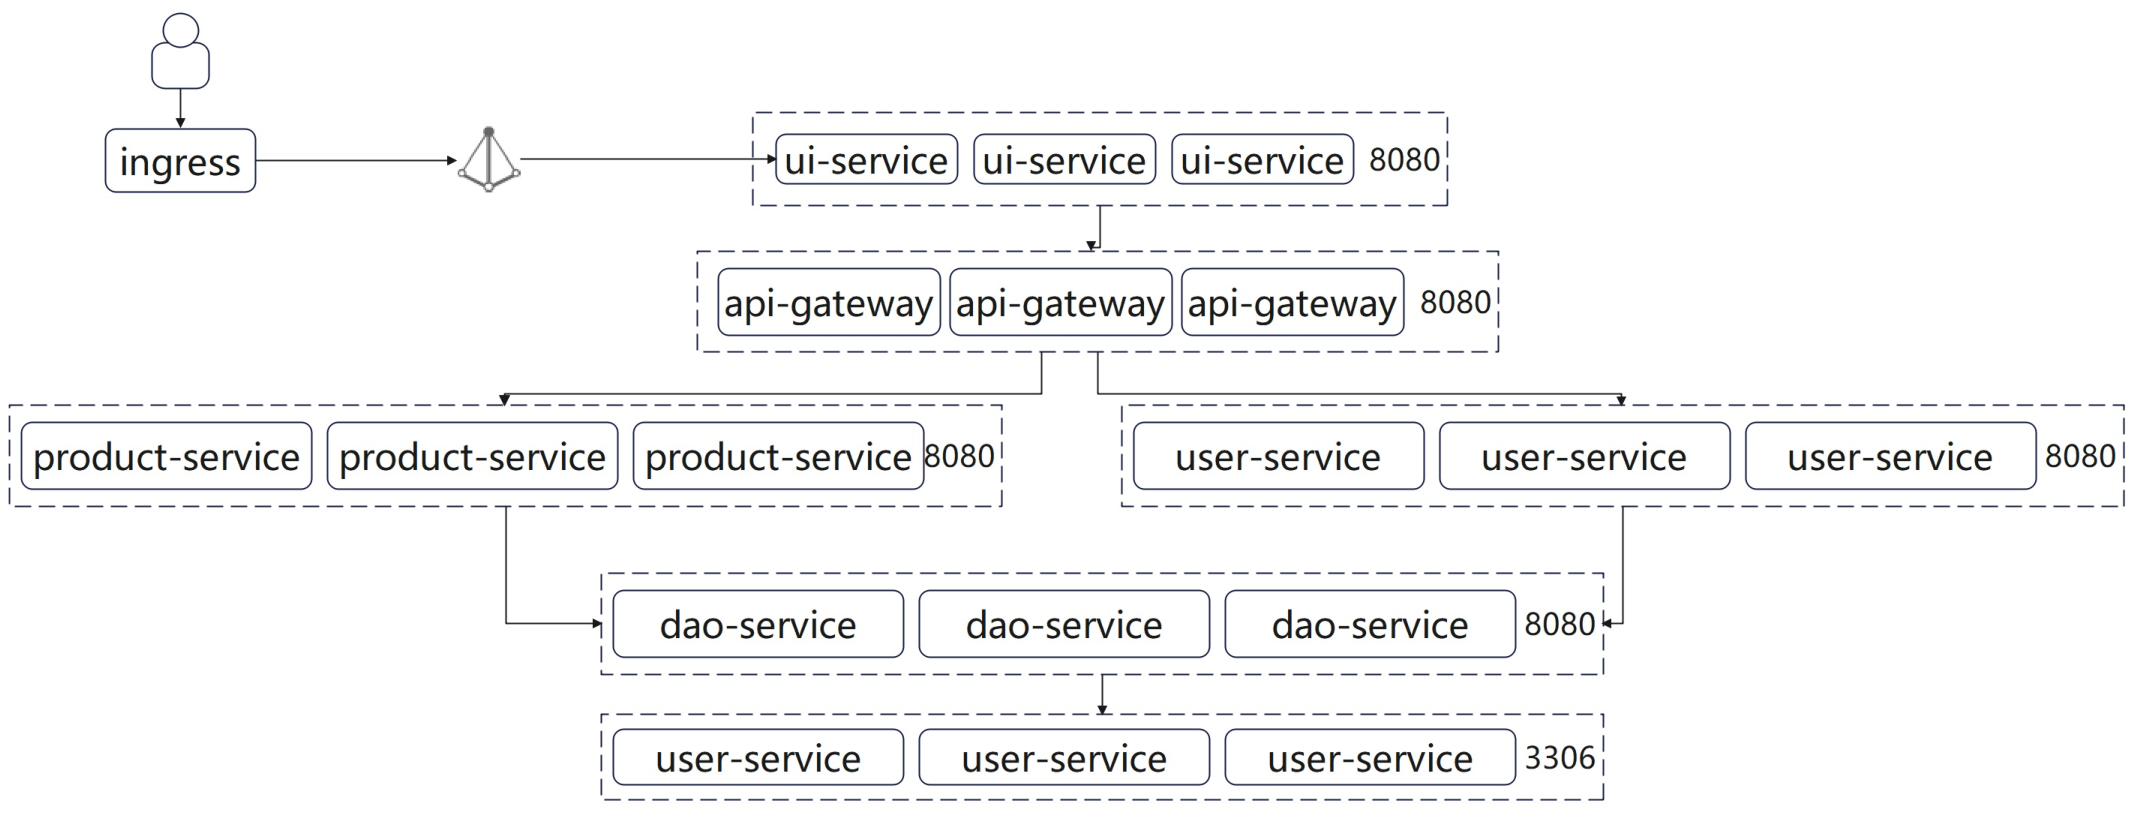 ingress
ui-service ui-service ui-service 8080
api-gateway api-gateway api-gateway 8080
product-service product-service product-service 8080
user-service user-service user-service 8080
dao-service dao-service dao-service 8080
user-service user-service user-service 3306